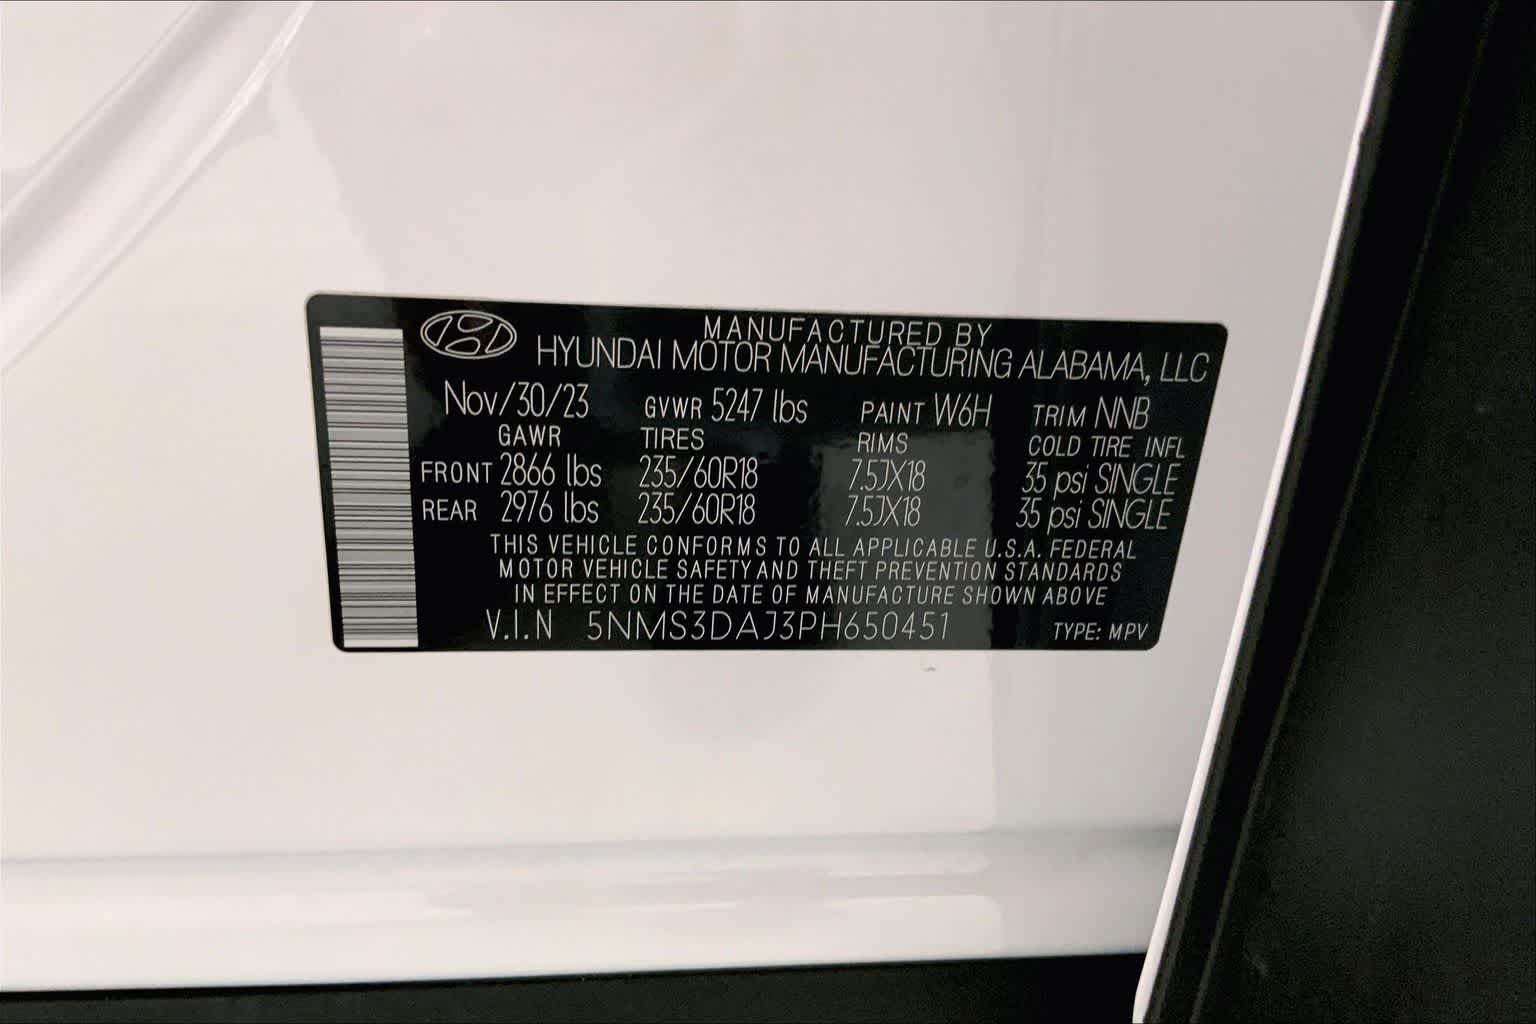 MANUFACTURED BY
HYUNDAI MOTOR MANUFACTURING ALABAMA, LLC
Nov/30/23 GVWR 5247 lbs PAINT W6H TRIM NNB
GAWR TIRES RIMS COLD TIRE INFL
FRONT 2866 lbs 235/60R18 7.5JX18 35 psi SINGLE
REAR 2976 lbs 235/60R18 7.5JX18 35 psi SINGLE
THIS VEHICLE CONFORMS TO ALL APPLICABLE U.S.A. FEDERAL
MOTOR VEHICLE SAFETY AND THEFT PREVENTION STANDARDS
IN EFFECT ON THE DATE OF MANUFACTURE SHOWN ABOVE
V.I.N 5NMS3DAJ3PH650451 TYPE: MPV